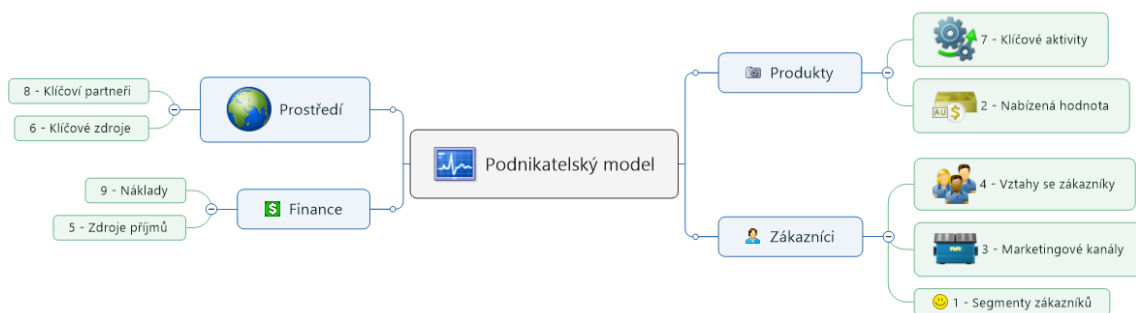 Podnikatelský model
Prostředí
8 - Klíčoví partneři
6 - Klíčové zdroje
Finance
9 - Náklady
5 - Zdroje příjmů
Produkty
7 - Klíčové aktivity
AU $
2 - Nabízená hodnota
Zákazníci
4 - Vztahy se zákazníky
3 - Marketingové kanály
1 - Segmenty zákazníků